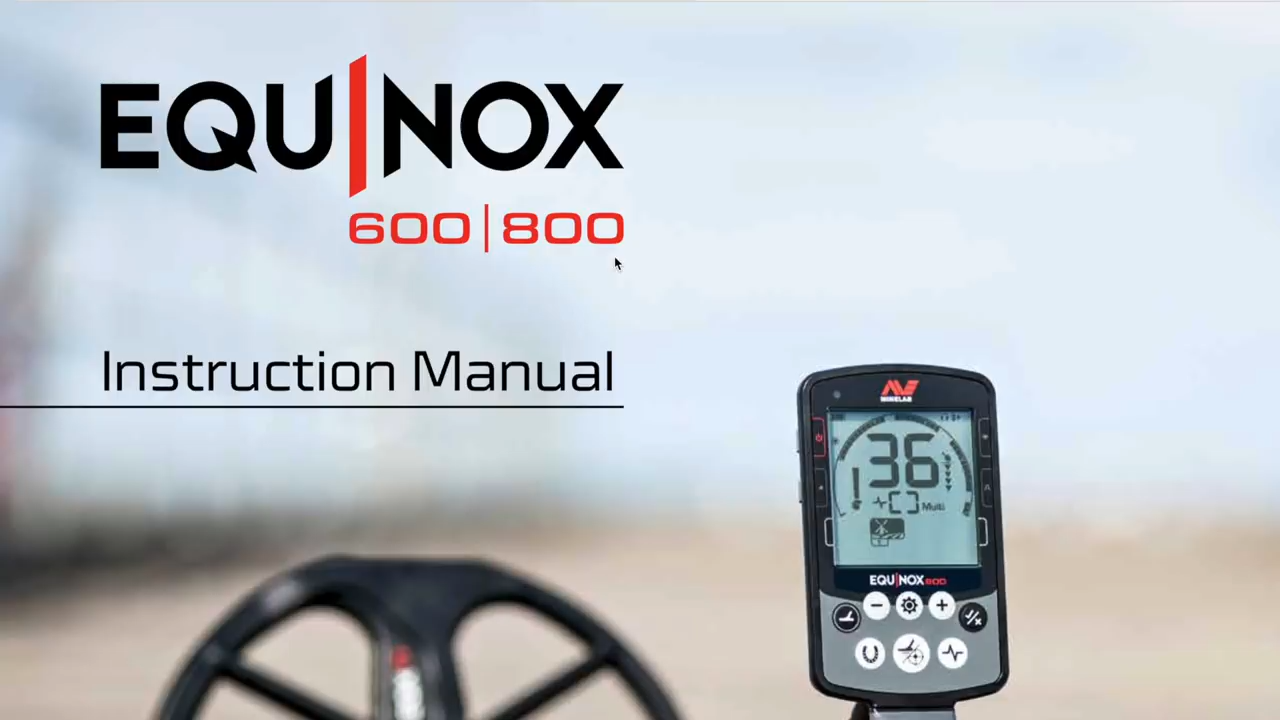 EQUINOX
600|800
Instruction Manual
MINELAB
36
Multi
EQUINOX 800